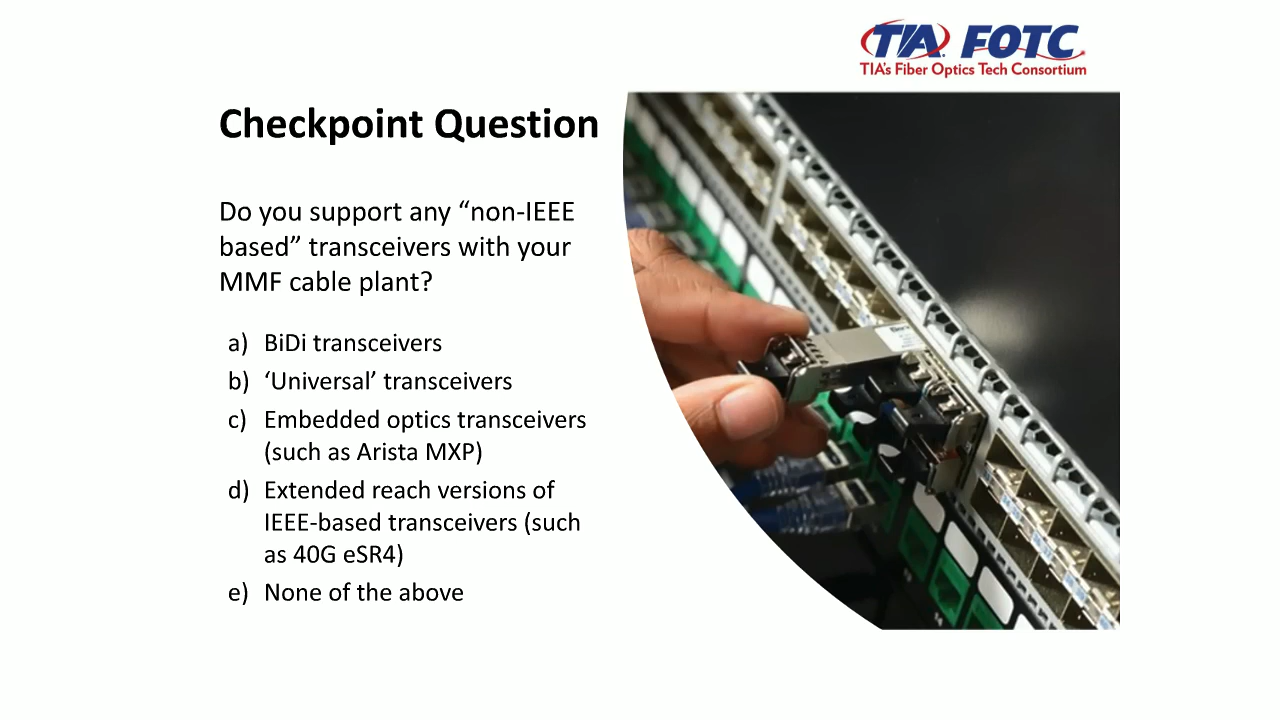 TIA FOTC
TIA's Fiber Optics Tech Consortium
Checkpoint Question
Do you support any “non-IEEE
based” transceivers with your
MMF cable plant?
a) BiDi transceivers
b) ‘Universal’ transceivers
c) Embedded optics transceivers
(such as Arista MXP)
d) Extended reach versions of
IEEE-based transceivers (such
as 40G eSR4)
e) None of the above
14